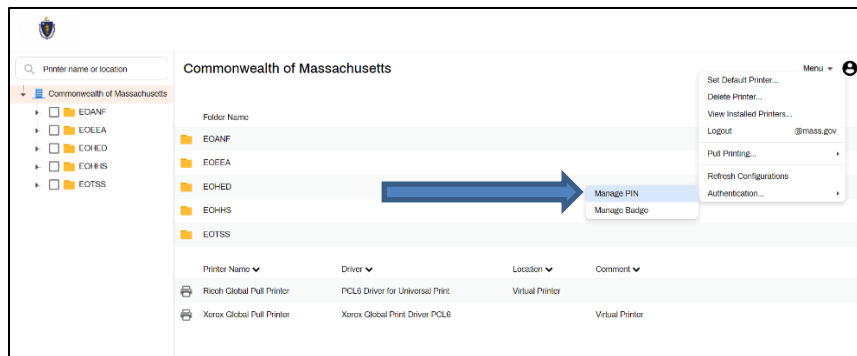 Printer name or location
Commonwealth of Massachusetts
EOANF
EOEEA
EOHED
EOHHS
EOTSS
Commonwealth of Massachusetts
Menu
Set Default Printer...
Delete Printer...
View Installed Printers...
Logout @mass.gov
Pull Printing...
Refresh Configurations
Authentication...
Manage PIN
Manage Badge
Folder Name
EOANF
EOEEA
EOHED
EOHHS
EOTSS
Printer Name Driver Location Comment
Ricoh Global Pull Printer PCL6 Driver for Universal Print Virtual Printer
Xerox Global Pull Printer Xerox Global Print Driver PCL6 Virtual Printer